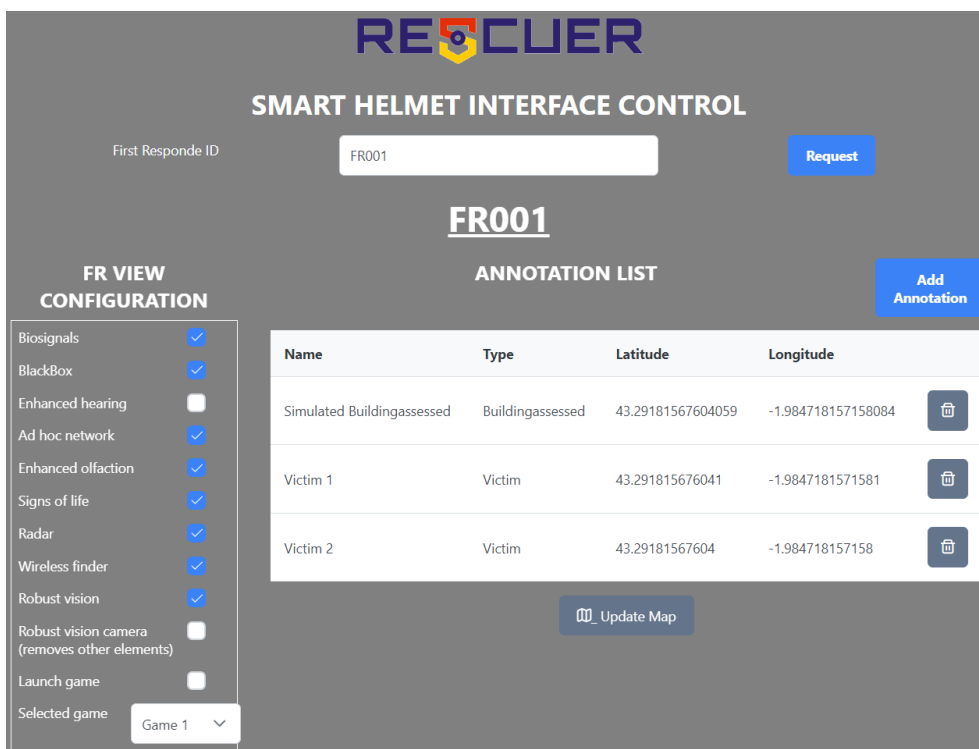 RESCUER
SMART HELMET INTERFACE CONTROL
First Responde ID
FR001
Request
FR001
FR VIEW
CONFIGURATION
Biosignals
BlackBox
Enhanced hearing
Ad hoc network
Enhanced olfaction
Signs of life
Radar
Wireless finder
Robust vision
Robust vision camera
(removes other elements)
Launch game
Selected game
Game 1
ANNOTATION LIST
Add
Annotation
Name Type Latitude Longitude
Simulated Buildingassessed Buildingassessed 43.29181567604059 -1.984718157158084
Victim 1 Victim 43.291815676041 -1.9847181571581
Victim 2 Victim 43.29181567604 -1.984718157158
_ Update Map